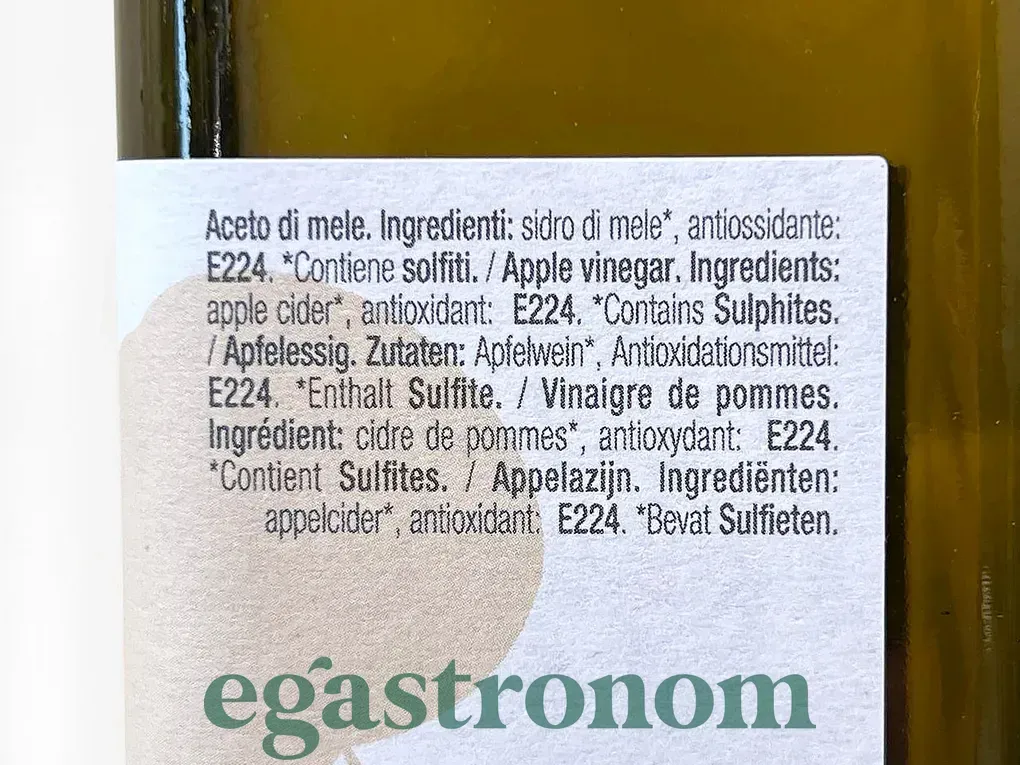 Aceto di mele. Ingredienti: sidro di mele*, antiossidante:
E224. *Contiene solfiti. / Apple vinegar. Ingredients:
apple cider*, antioxidant: E224. *Contains Sulphites.
/ Apfelessig. Zutaten: Apfelwein*, Antioxidationsmittel:
E224. *Enthalt Sulfite. / Vinaigre de pommes.
Ingrédient: cidre de pommes*, antioxydant: E224.
*Contient Sulfites. / Appelazijn. Ingrediënten:
appelcider*, antioxidant: E224. *Bevat Sulfieten.
egastronom